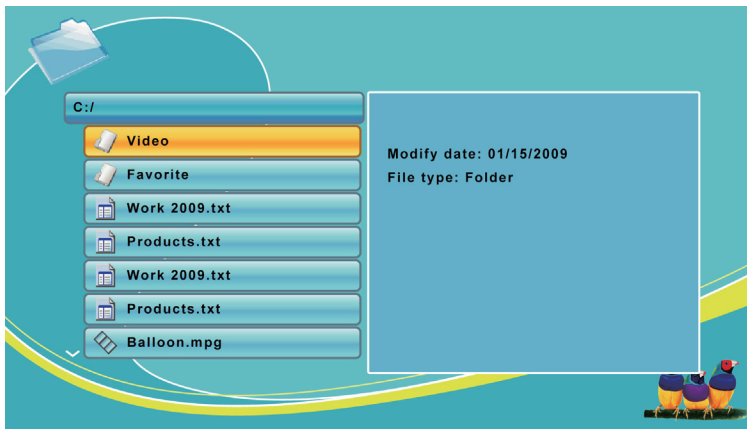 C:/
Video
Favorite
Work 2009.txt
Products.txt
Work 2009.txt
Products.txt
Balloon.mpg
Modify date: 01/15/2009
File type: Folder